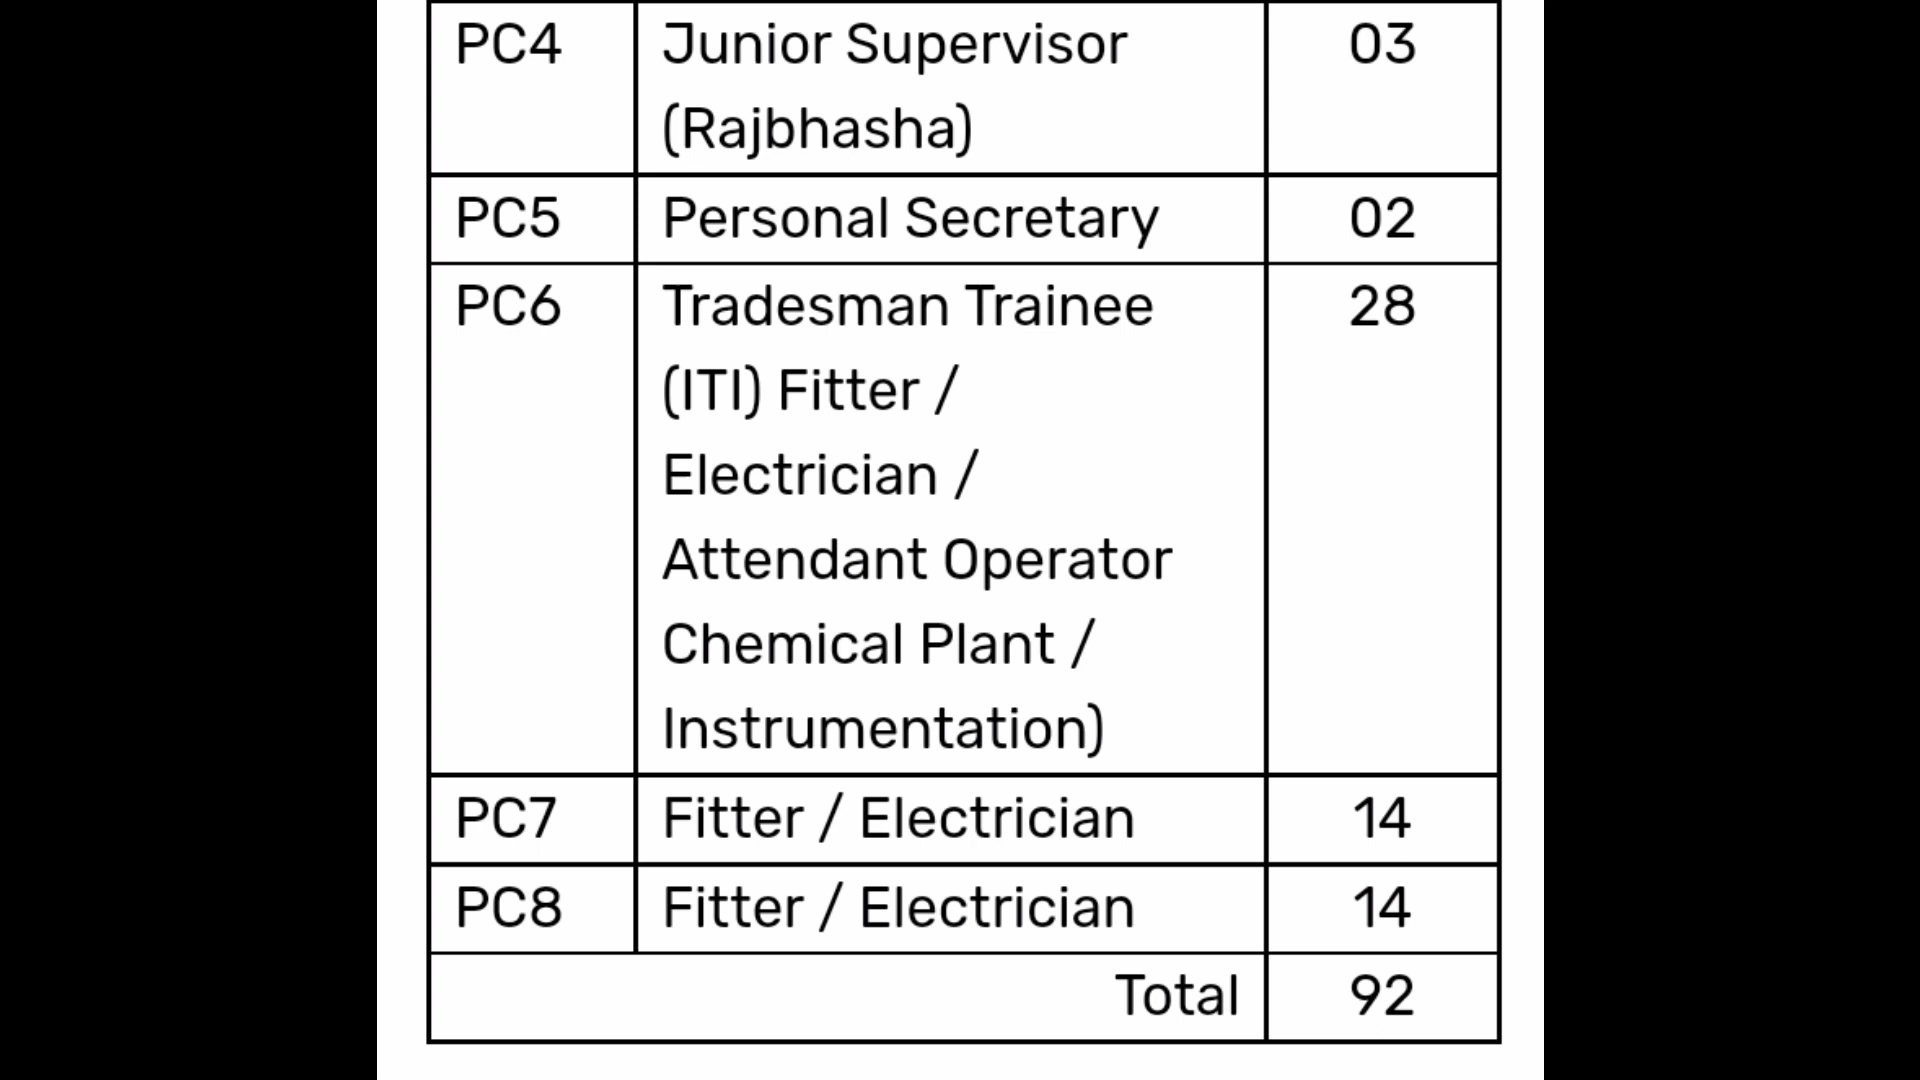 PC4 Junior Supervisor 03
(Rajbhasha)
PC5 Personal Secretary 02
PC6 Tradesman Trainee 28
(ITI) Fitter /
Electrician /
Attendant Operator
Chemical Plant /
Instrumentation)
PC7 Fitter / Electrician 14
PC8 Fitter / Electrician 14
Total 92